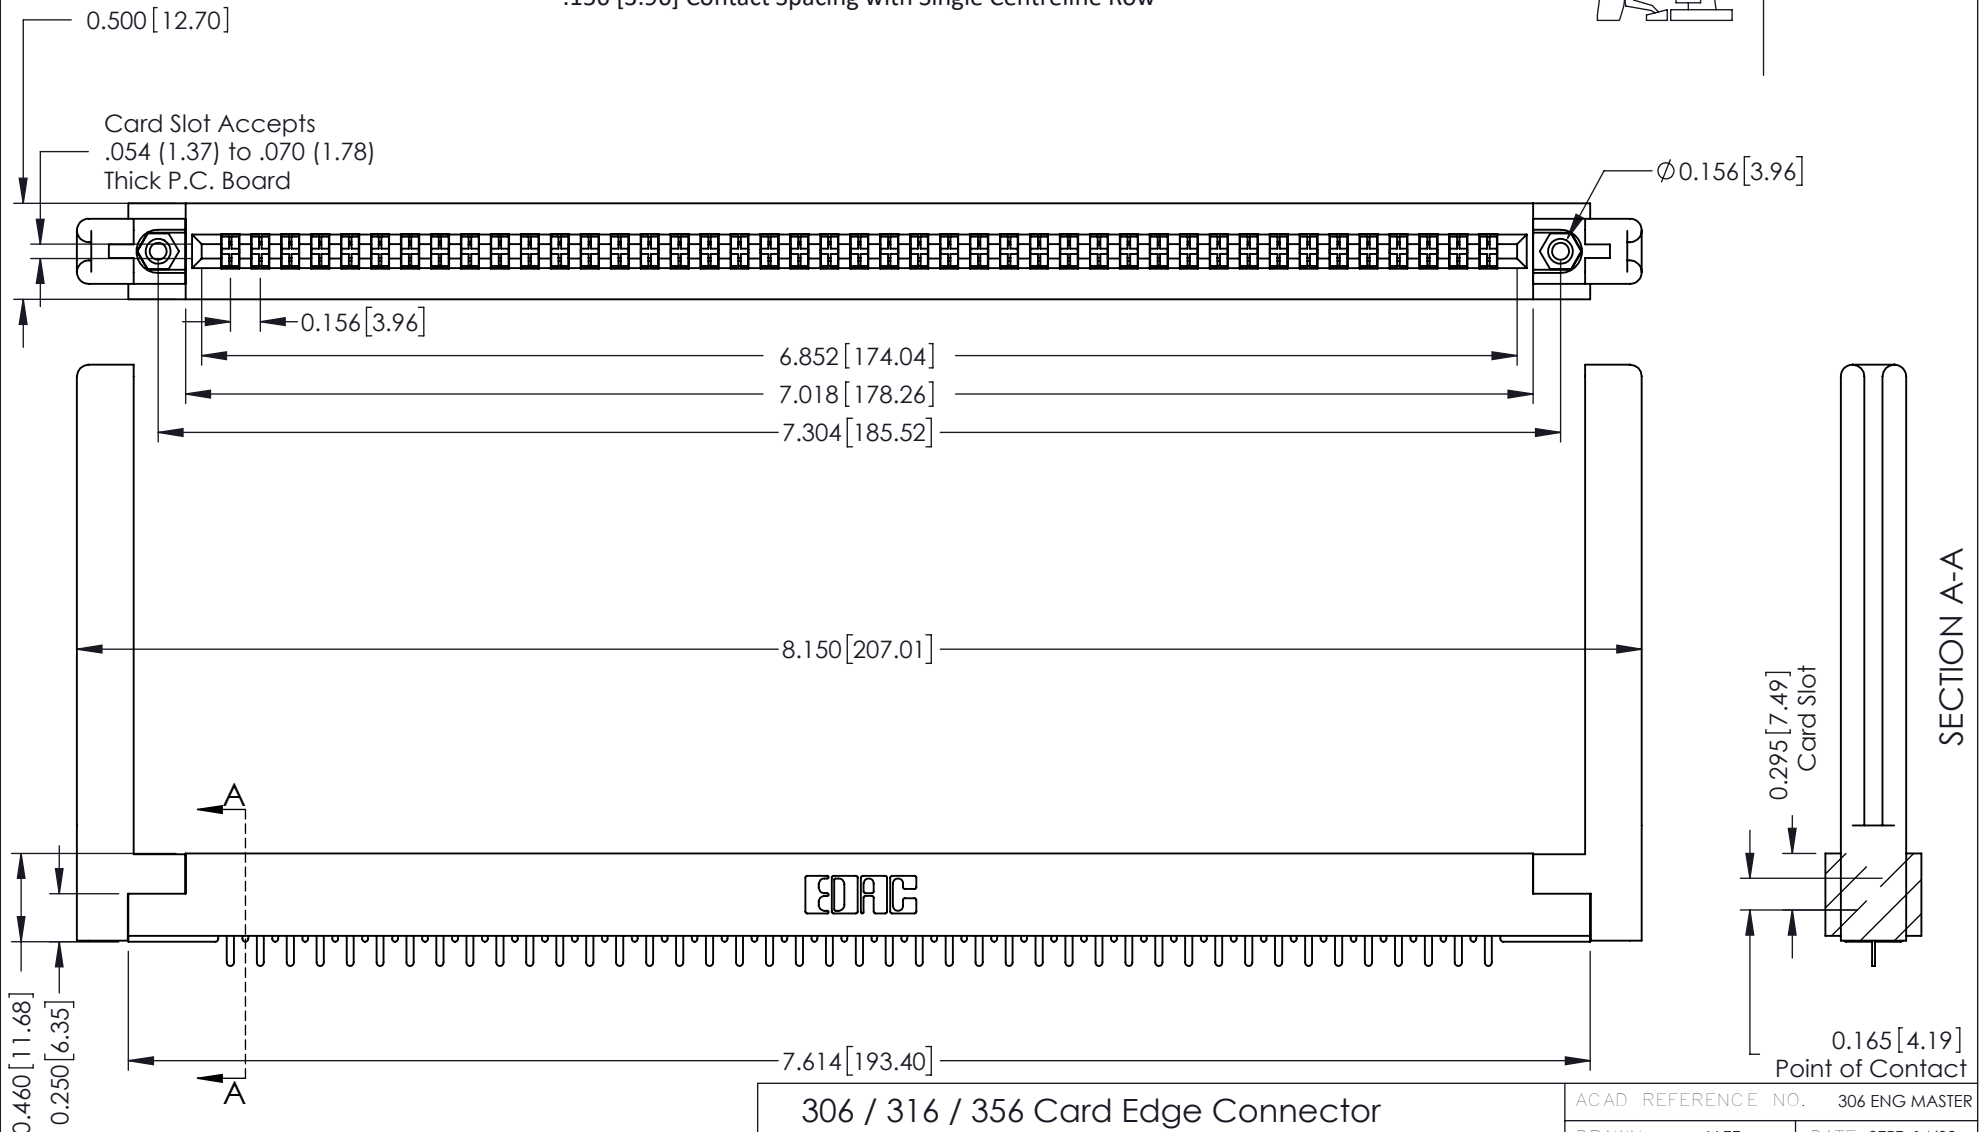 .156 [3.96] Contact Spacing with Single Centreline Row
0.500 [12.70]
Card Slot Accepts
.054 (1.37) to .070 (1.78)
Thick P.C. Board
Ø0.156[3.96]
0.156[3.96]
6.852[174.04]
7.018[178.26]
7.304[185.52]
8.150[207.01]
SECTION A-A
0.295[7.49]
Card Slot
A
EDAC
0.460[11.68]
0.250[6.35]
7.614[193.40]
A
0.165[4.19]
Point of Contact
306 / 316 / 356 Card Edge Connector
ACAD REFERENCE NO. 306 ENG MASTER